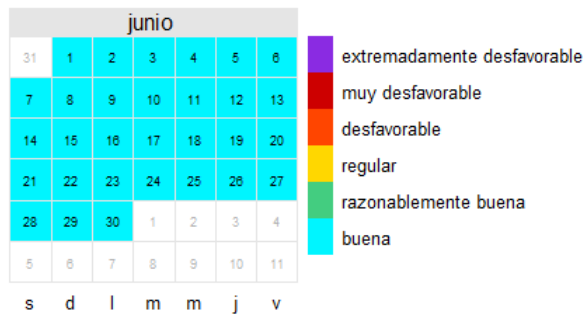 junio
31 1 2 3 4 5 6
7 8 9 10 11 12 13
14 15 16 17 18 19 20
21 22 23 24 25 26 27
28 29 30 1 2 3 4
5 6 7 8 9 10 11
s d l m m j v
extremadamente desfavorable
muy desfavorable
desfavorable
regular
razonablemente buena
buena